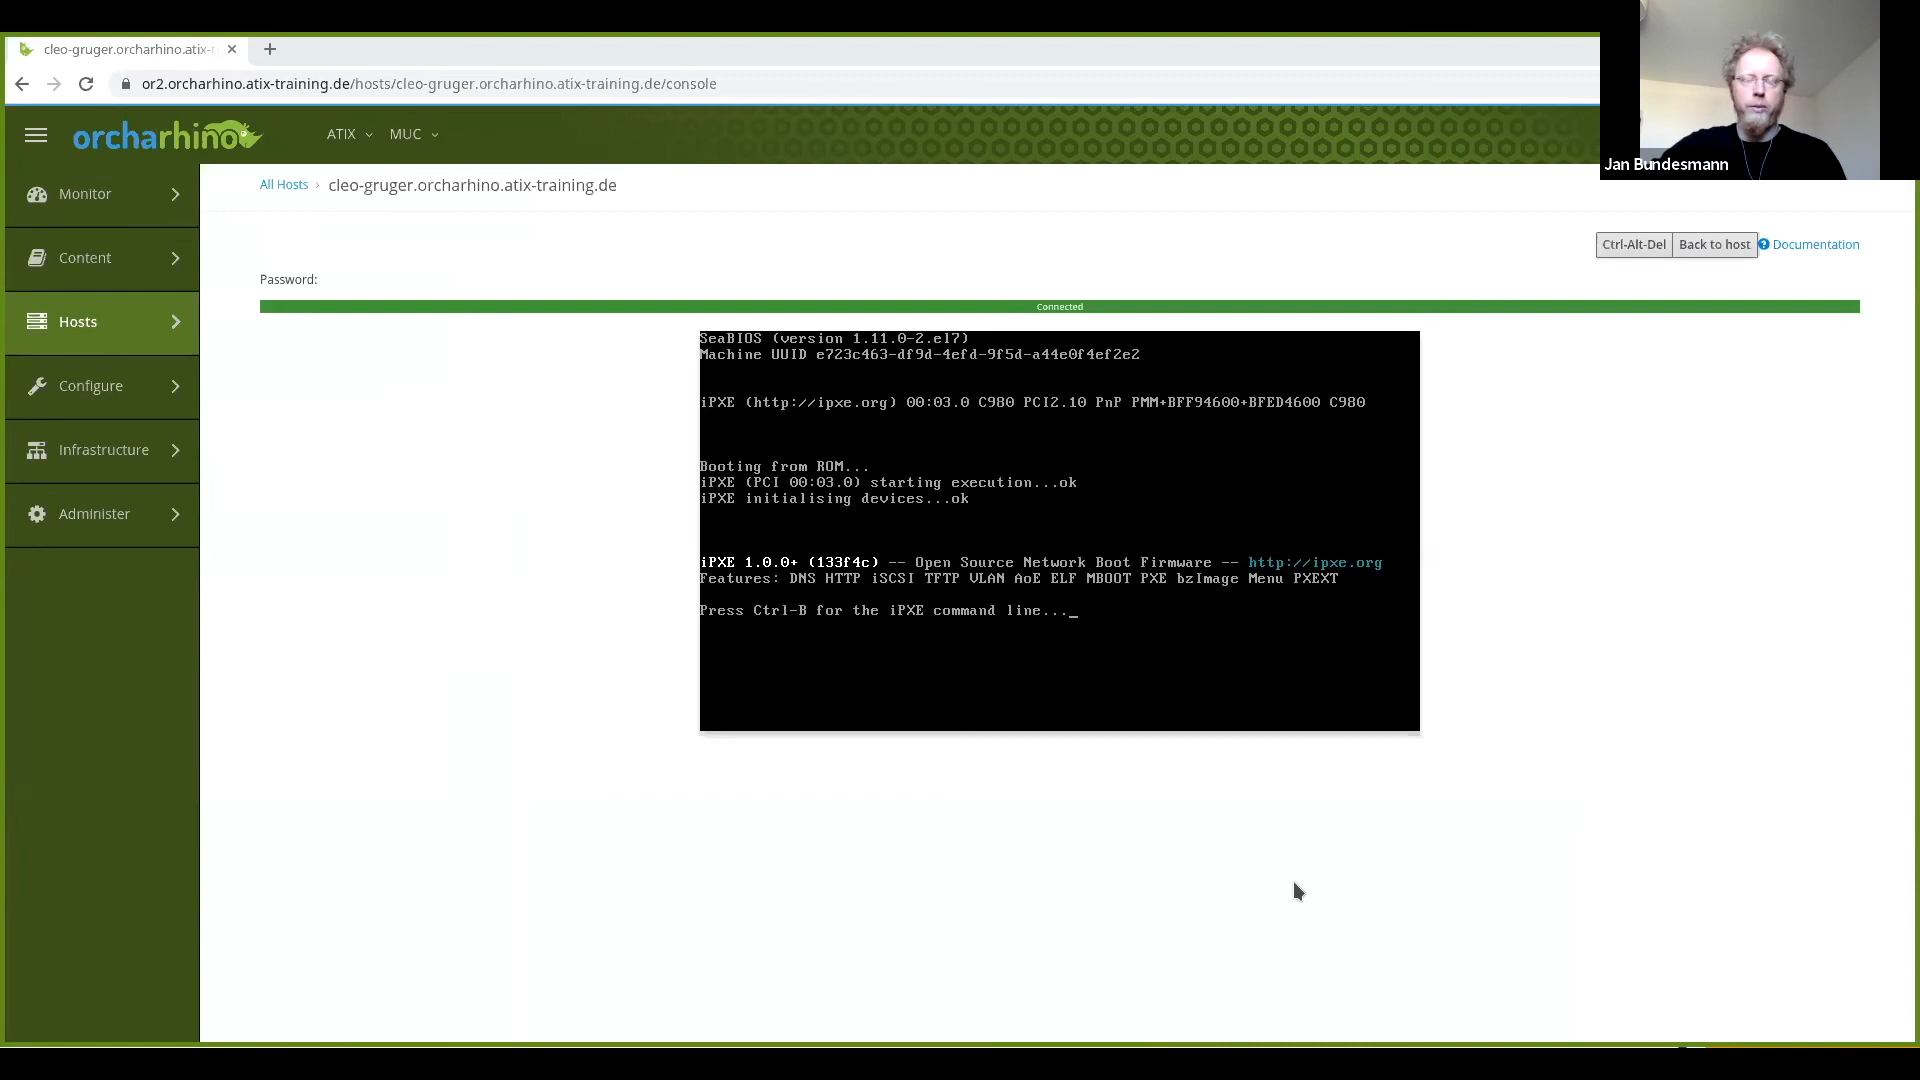 cleo-gruger.orcharhino.atix-t
or2.orcharhino.atix-training.de/hosts/cleo-gruger.orcharhino.atix-training.de/console
orcharhino
ATIX
MUC
Jan Bundesmann
Monitor
Content
Hosts
Configure
Infrastructure
Administer
All Hosts › cleo-gruger.orcharhino.atix-training.de
Ctrl-Alt-Del Back to host Documentation
Password:
Connected
SeaBIOS (version 1.11.0-2.el7)
Machine UUID e723c463-df9d-4efd-9f5d-a44e0f4ef2e2
iPXE (http://ipxe.org) 00:03.0 C980 PCI2.10 PnP PMM+BFF94600+BFED4600 C980
Booting from ROM...
iPXE (PCI 00:03.0) starting execution...ok
iPXE initialising devices...ok
iPXE 1.0.0+ (133f4c) -- Open Source Network Boot Firmware -- http://ipxe.org
Features: DNS HTTP iSCSI TFTP VLAN AoE ELF MBOOT PXE bzImage Menu PXEXT
Press Ctrl-B for the iPXE command line..._